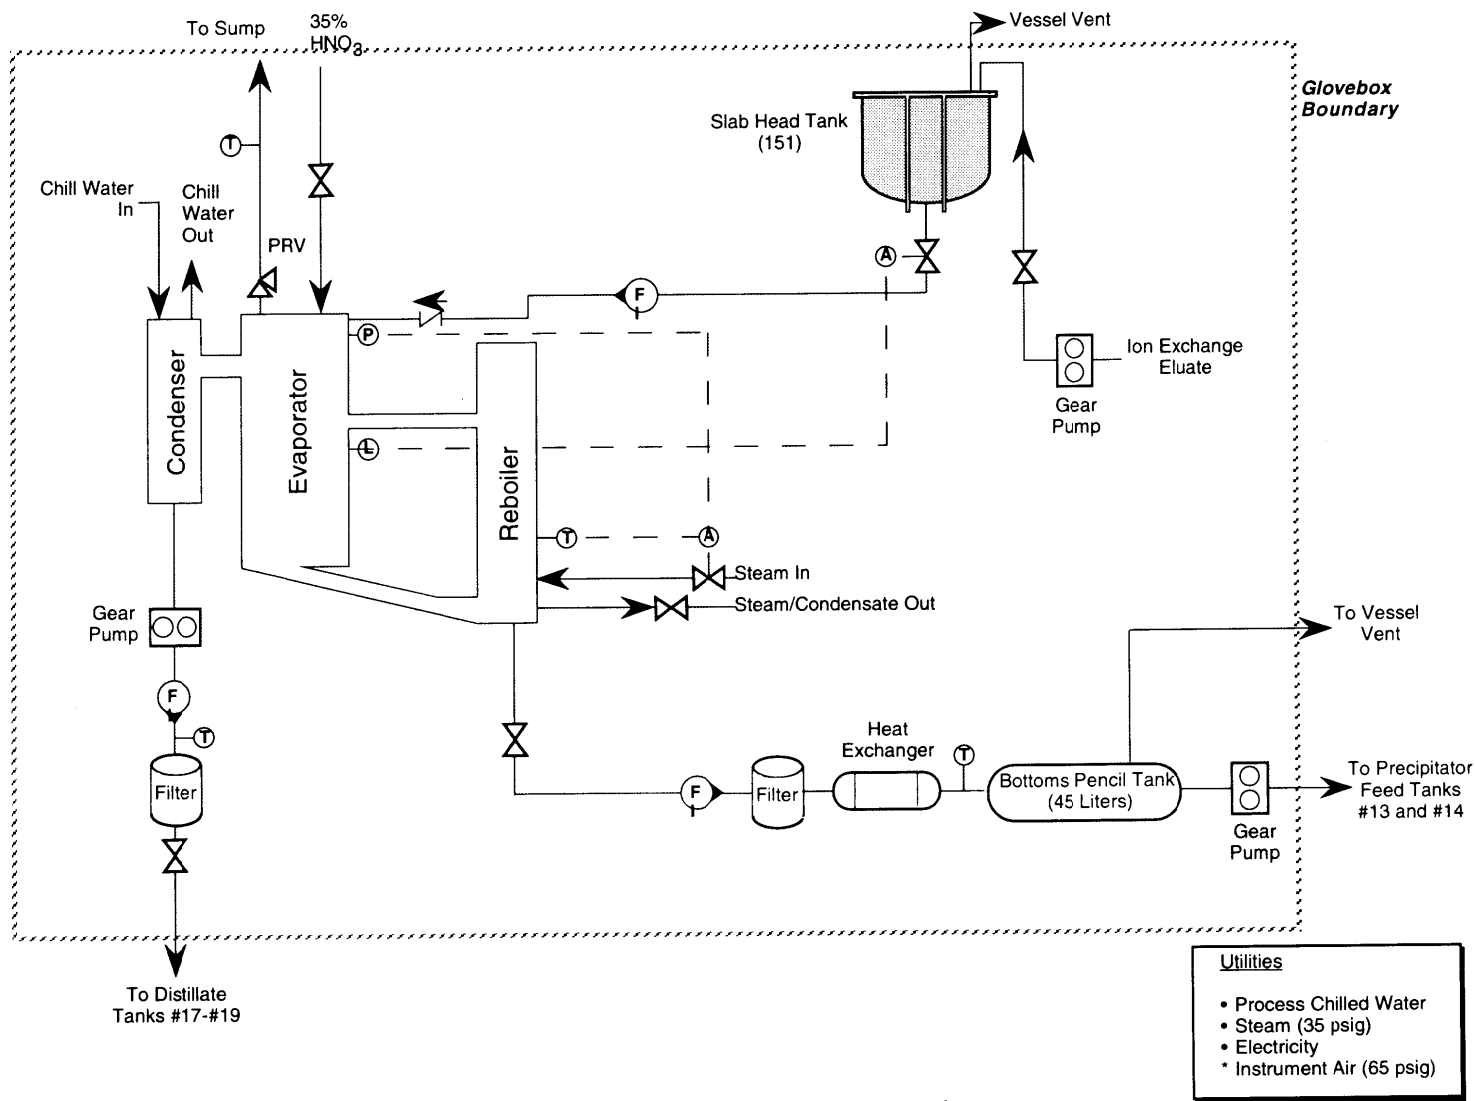 To Sump
35%
HNO3
Vessel Vent
Glovebox
Boundary
Slab Head Tank
(151)
T
Chill Water
In
Chill
Water
Out
PRV
A
F
P
Ion Exchange
Eluate
Gear
Pump
Condenser
Evaporator
Reboiler
L
T
A
Steam In
Steam/Condensate Out
Gear
Pump
To Vessel
Vent
F
T
Filter
Heat
Exchanger
T
F
Filter
Bottoms Pencil Tank
(45 Liters)
To Precipitator
Feed Tanks
#13 and #14
Gear
Pump
To Distillate
Tanks #17-#19
Utilities
• Process Chilled Water
• Steam (35 psig)
• Electricity
* Instrument Air (65 psig)